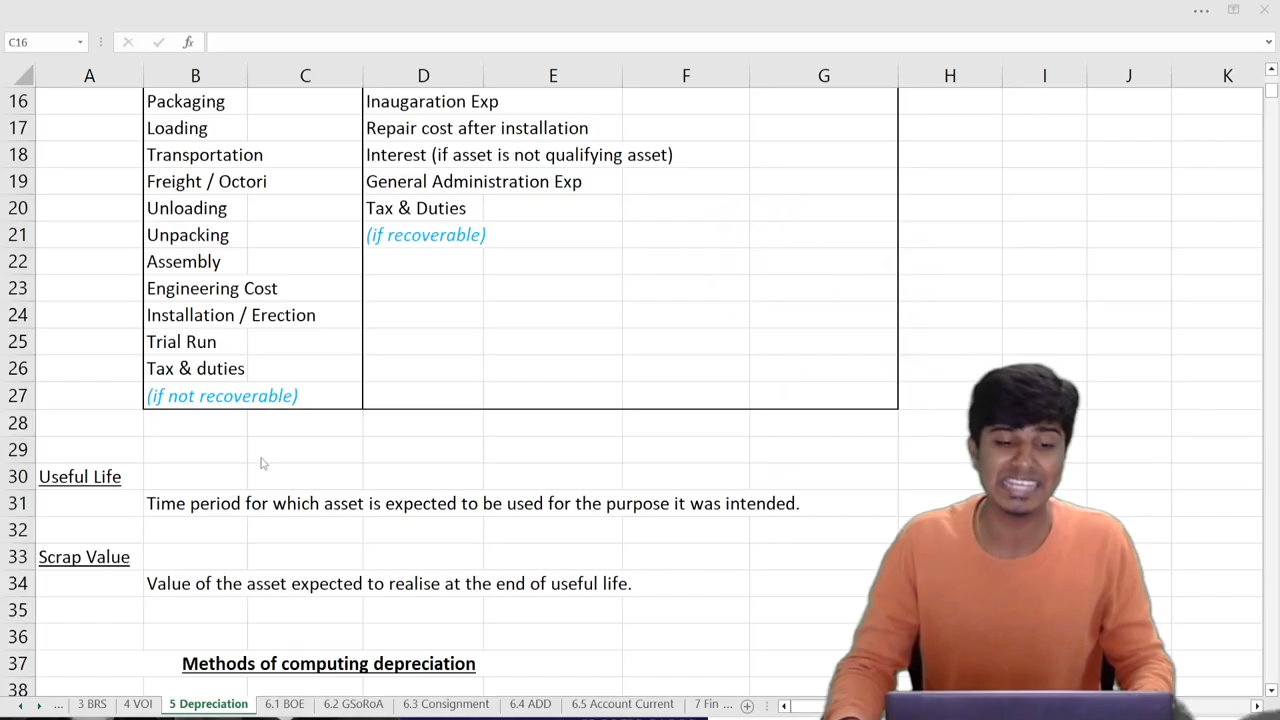 C16
fx
A B C D E F G H I J K
16 Packaging Inaugaration Exp
17 Loading Repair cost after installation
18 Transportation Interest (if asset is not qualifying asset)
19 Freight / Octori General Administration Exp
20 Unloading Tax & Duties
21 Unpacking (if recoverable)
22 Assembly
23 Engineering Cost
24 Installation / Erection
25 Trial Run
26 Tax & duties
27 (if not recoverable)
28
29
30 Useful Life
31 Time period for which asset is expected to be used for the purpose it was intended.
32
33 Scrap Value
34 Value of the asset expected to realise at the end of useful life.
35
36
37 Methods of computing depreciation
38
... 3 BRS 4 VOI 5 Depreciation 6.1 BOE 6.2 GSoRoA 6.3 Consignment 6.4 ADD 6.5 Account Current 7 Fin ...